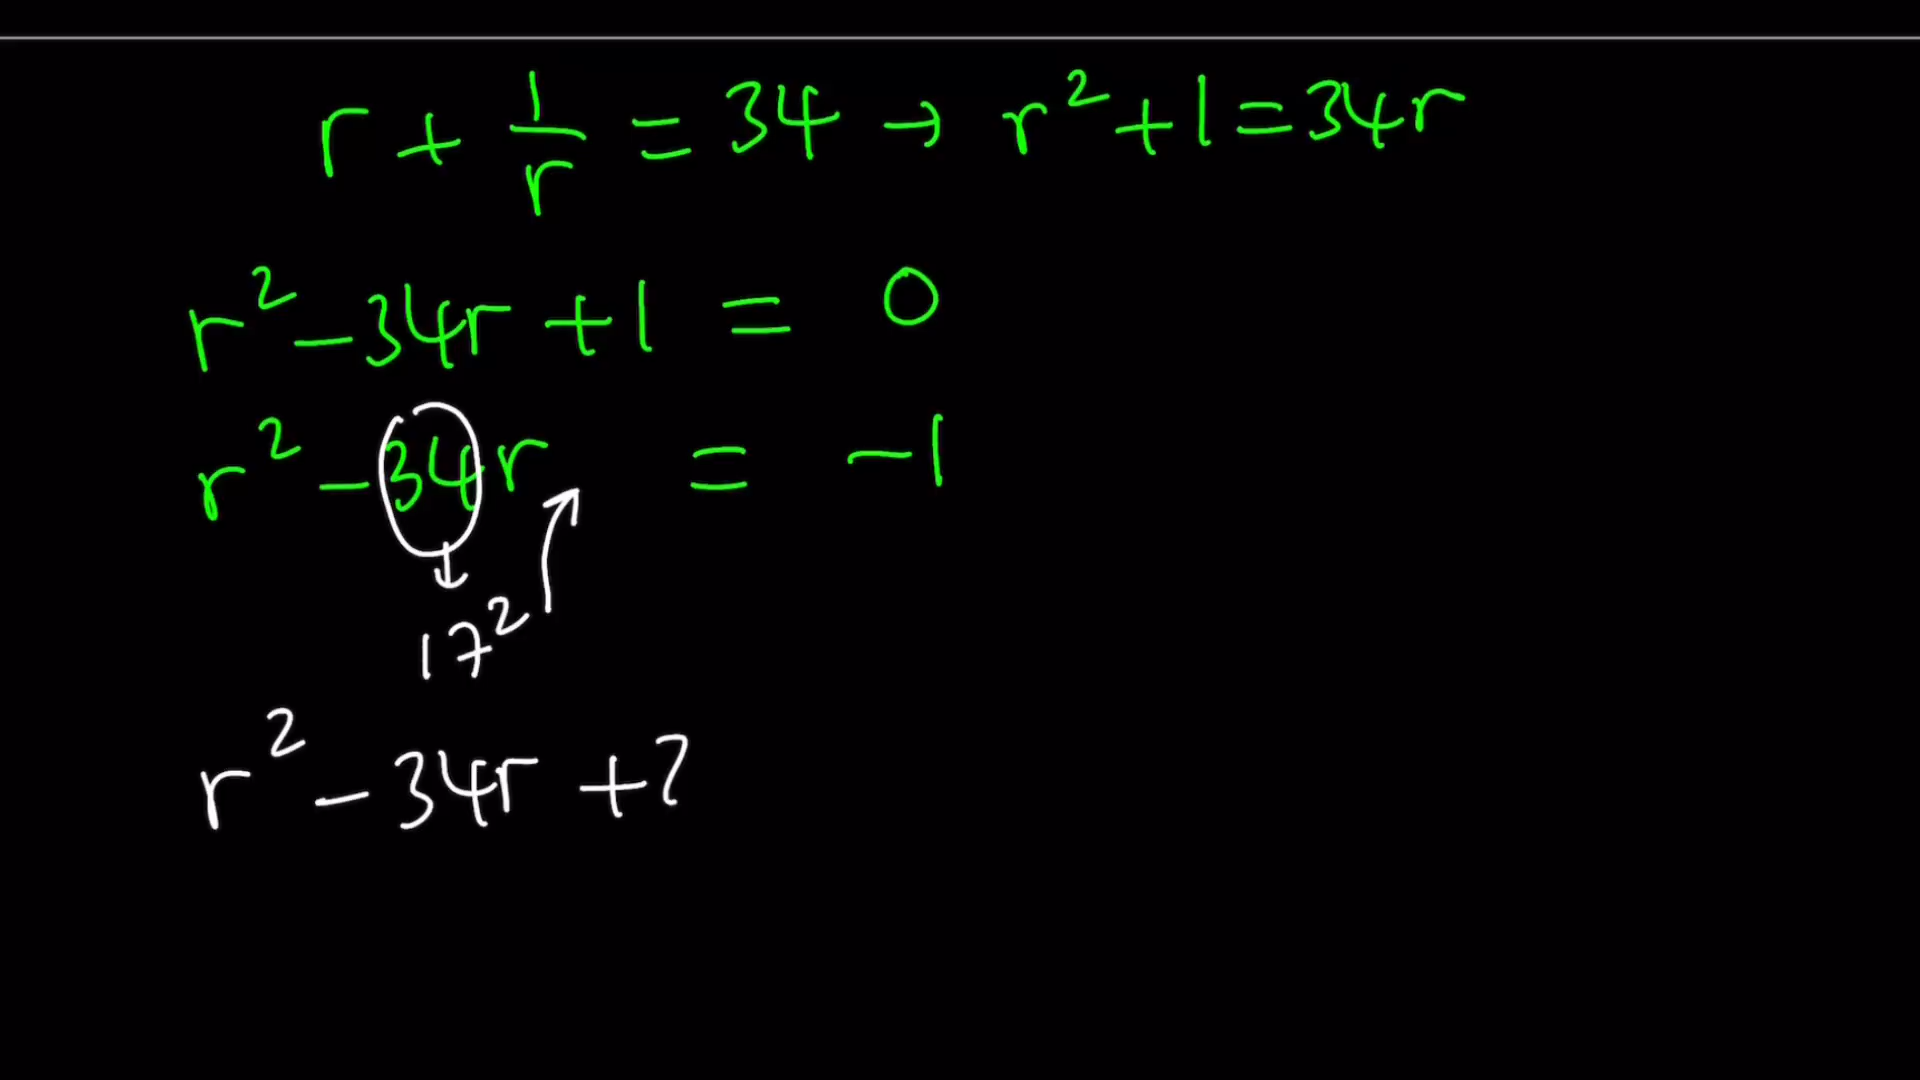 r + 1/r = 34 → r² + 1 = 34r
r² - 34r + 1 = 0
r² - 34r = -1
↓
17² ↗
r² - 34r + ?